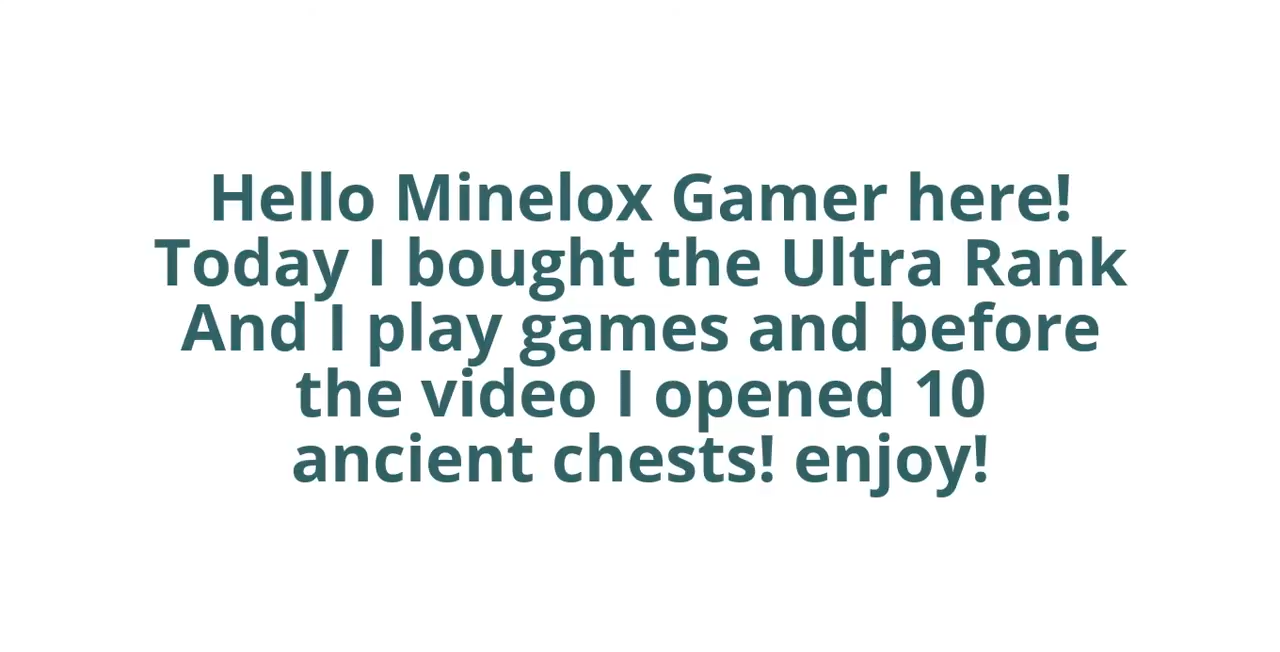 Hello Minelox Gamer here!
Today I bought the Ultra Rank
And I play games and before
the video I opened 10
ancient chests! enjoy!